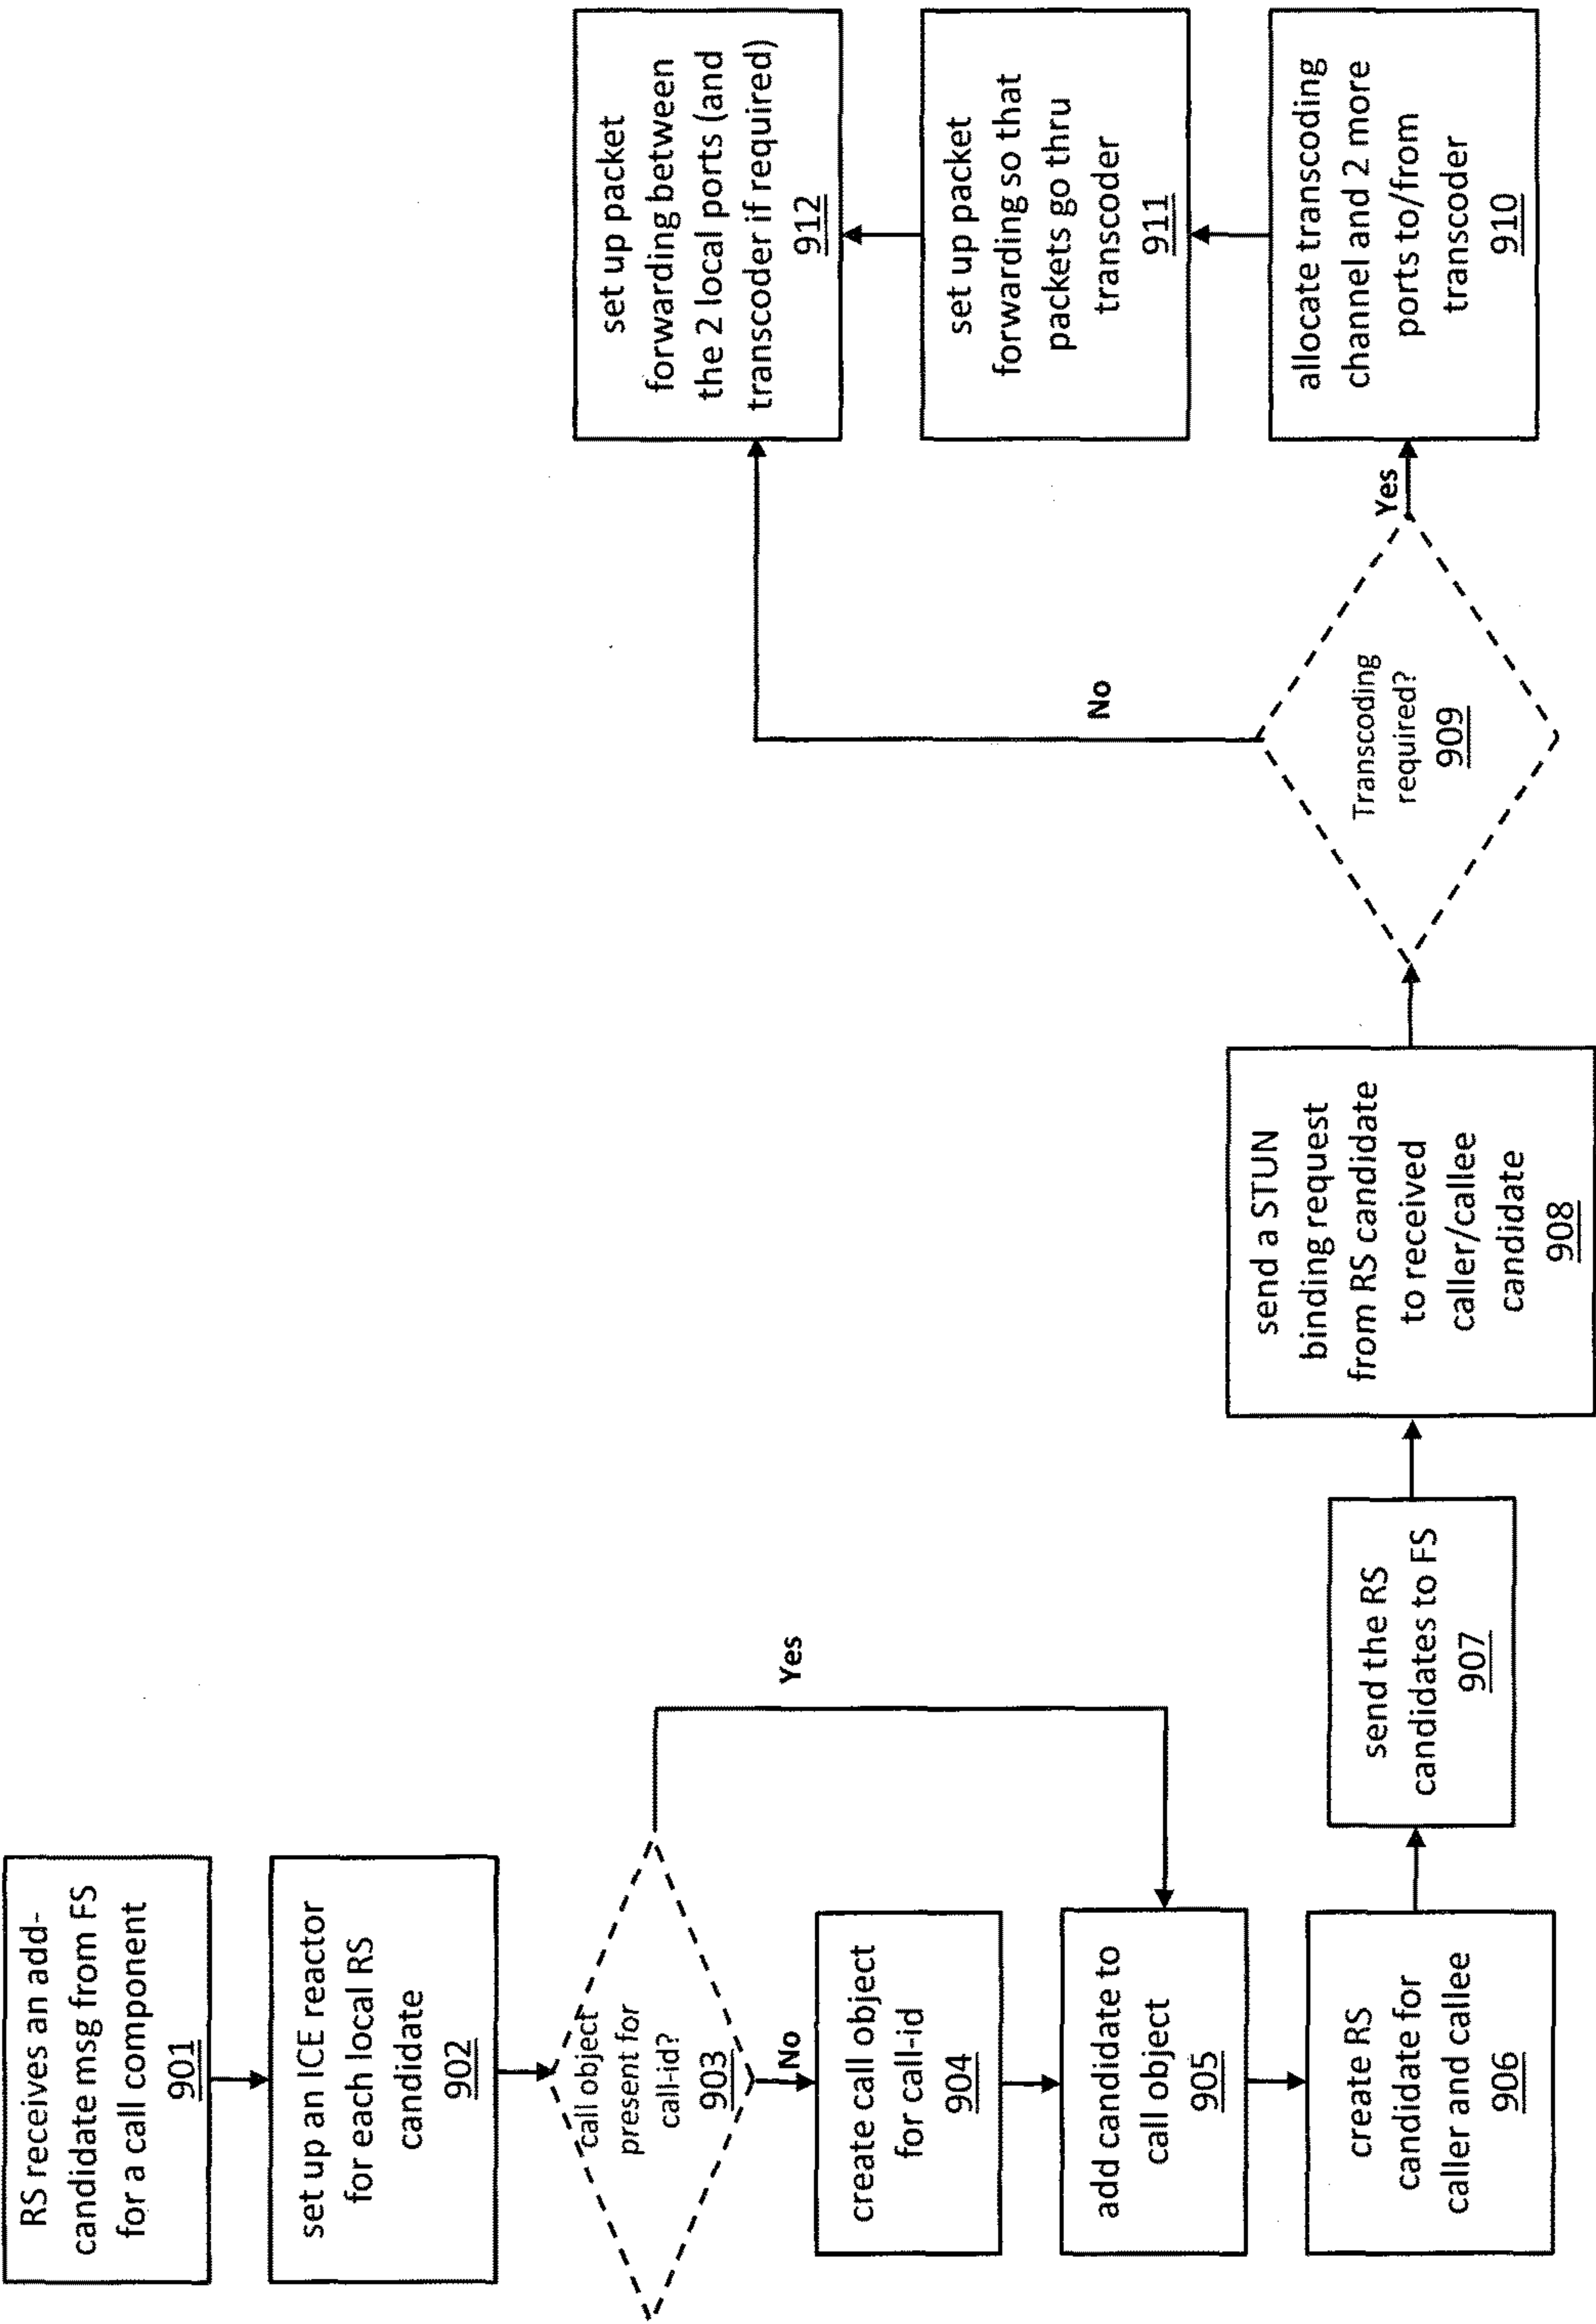 RS receives an add-
candidate msg from FS
for a call component
901
set up an ICE reactor
for each local RS
candidate
902
call object
present for
call-id?
903
Yes
No
create call object
for call-id
904
add candidate to
call object
905
create RS
candidate for
caller and callee
906
send the RS
candidates to FS
907
send a STUN
binding request
from RS candidate
to received
caller/callee
candidate
908
Transcoding
required?
909
No
Yes
allocate transcoding
channel and 2 more
ports to/from
transcoder
910
set up packet
forwarding so that
packets go thru
transcoder
911
set up packet
forwarding between
the 2 local ports (and
transcoder if required)
912